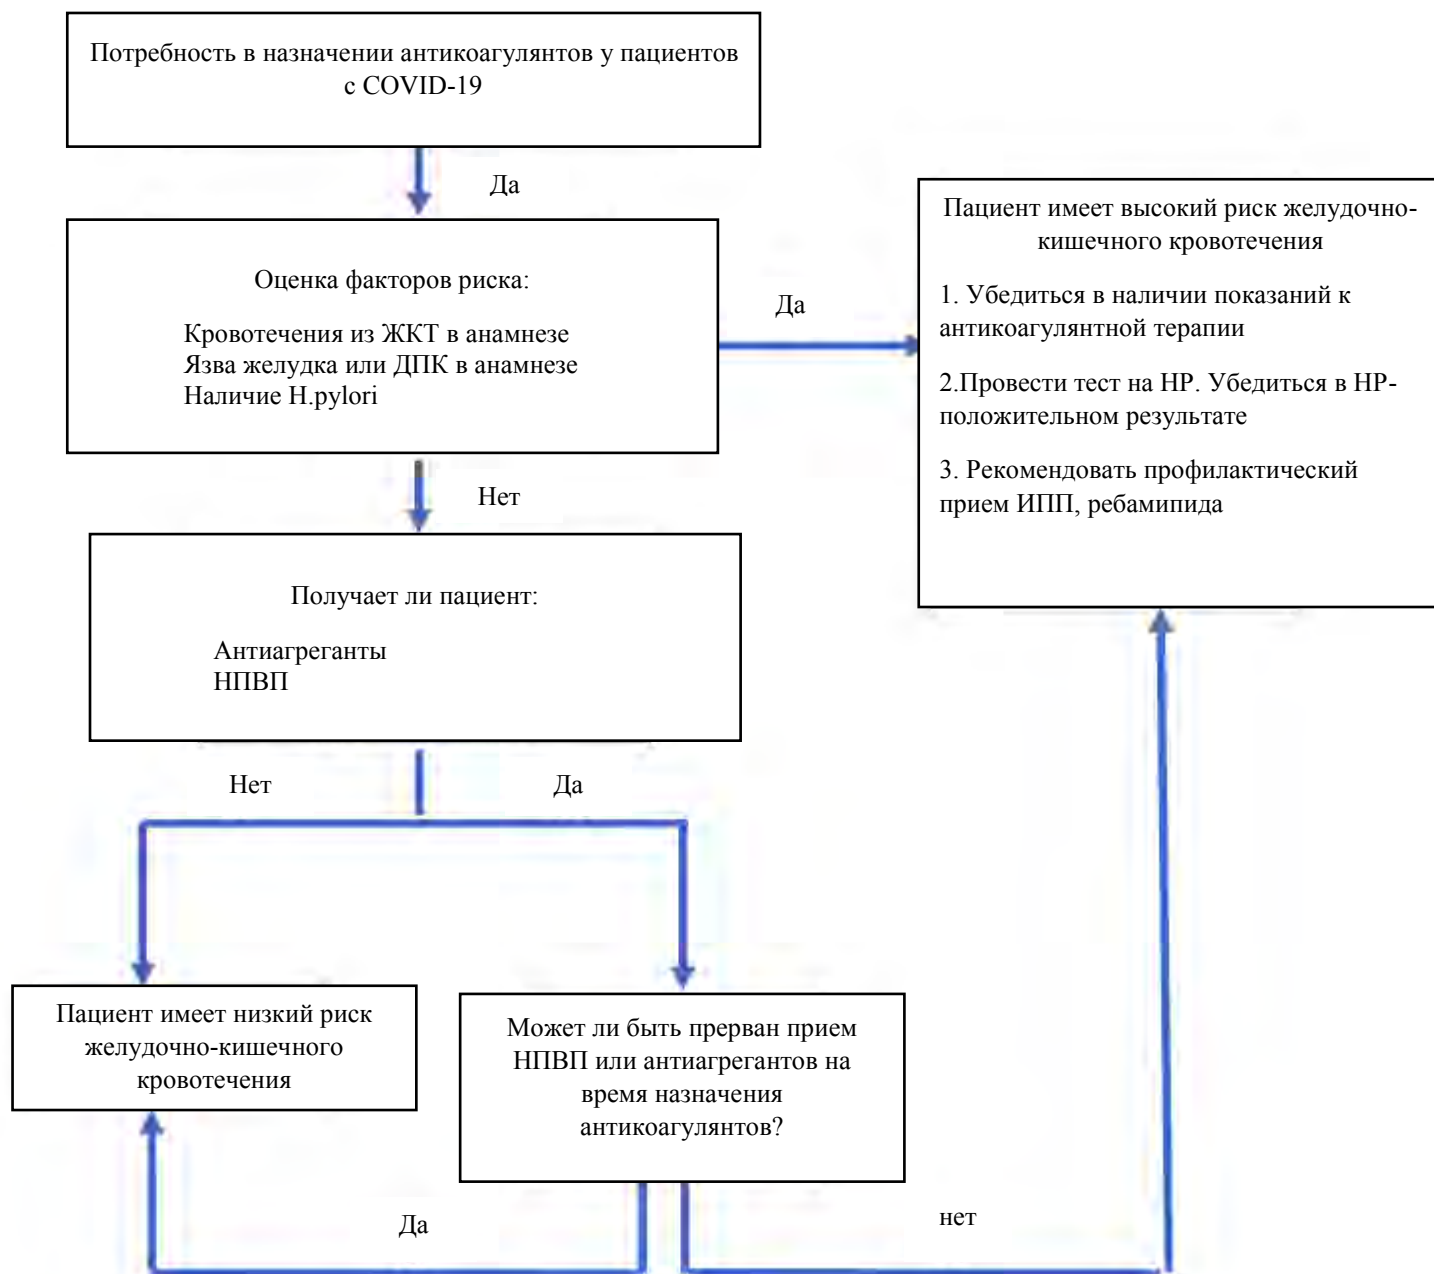 Потребность в назначении антикоагулянтов у пациентов
с COVID-19
Да
Оценка факторов риска:
Кровотечения из ЖКТ в анамнезе
Язва желудка или ДПК в анамнезе
Наличие H.pylori
Да
Пациент имеет высокий риск желудочно-
кишечного кровотечения
1. Убедиться в наличии показаний к
антикоагулянтной терапии
2.Провести тест на HP. Убедиться в HP-
положительном результате
3. Рекомендовать профилактический
прием ИПП, ребамипида
Нет
Получает ли пациент:
Антиагреганты
НПВП
Нет
Да
Пациент имеет низкий риск
желудочно-кишечного
кровотечения
Может ли быть прерван прием
НПВП или антиагрегантов на
время назначения
антикоагулянтов?
Да
нет